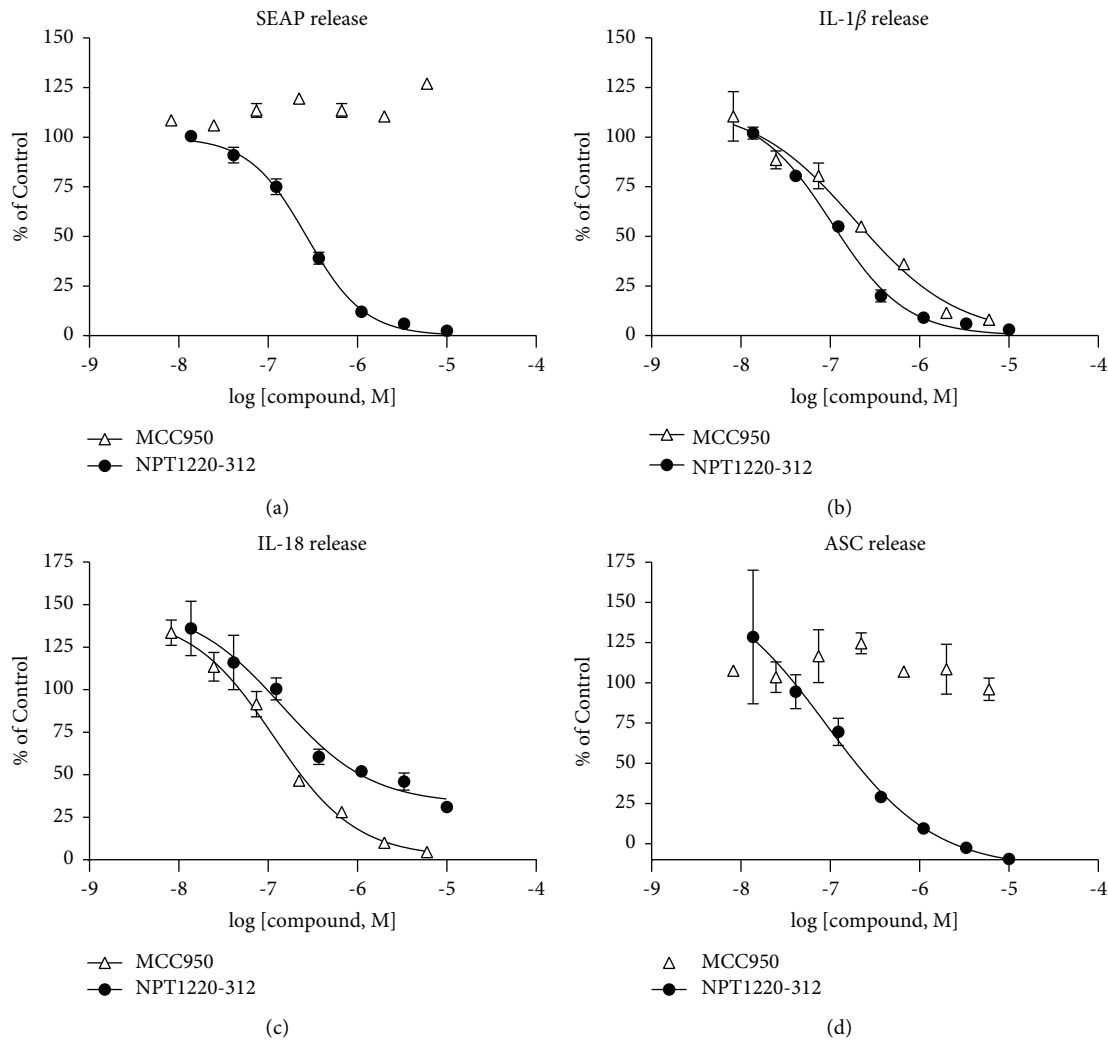 SEAP release
150
125
100
75
50
25
0
% of Control
-9 -8 -7 -6 -5 -4
log [compound, M]
MCC950
NPT1220-312
(a)
IL-1β release
150
125
100
75
50
25
0
% of Control
-9 -8 -7 -6 -5 -4
log [compound, M]
MCC950
NPT1220-312
(b)
IL-18 release
175
150
125
100
75
50
25
0
% of Control
-9 -8 -7 -6 -5 -4
log [compound, M]
MCC950
NPT1220-312
(c)
ASC release
175
150
125
100
75
50
25
0
% of Control
-9 -8 -7 -6 -5 -4
log [compound, M]
MCC950
NPT1220-312
(d)